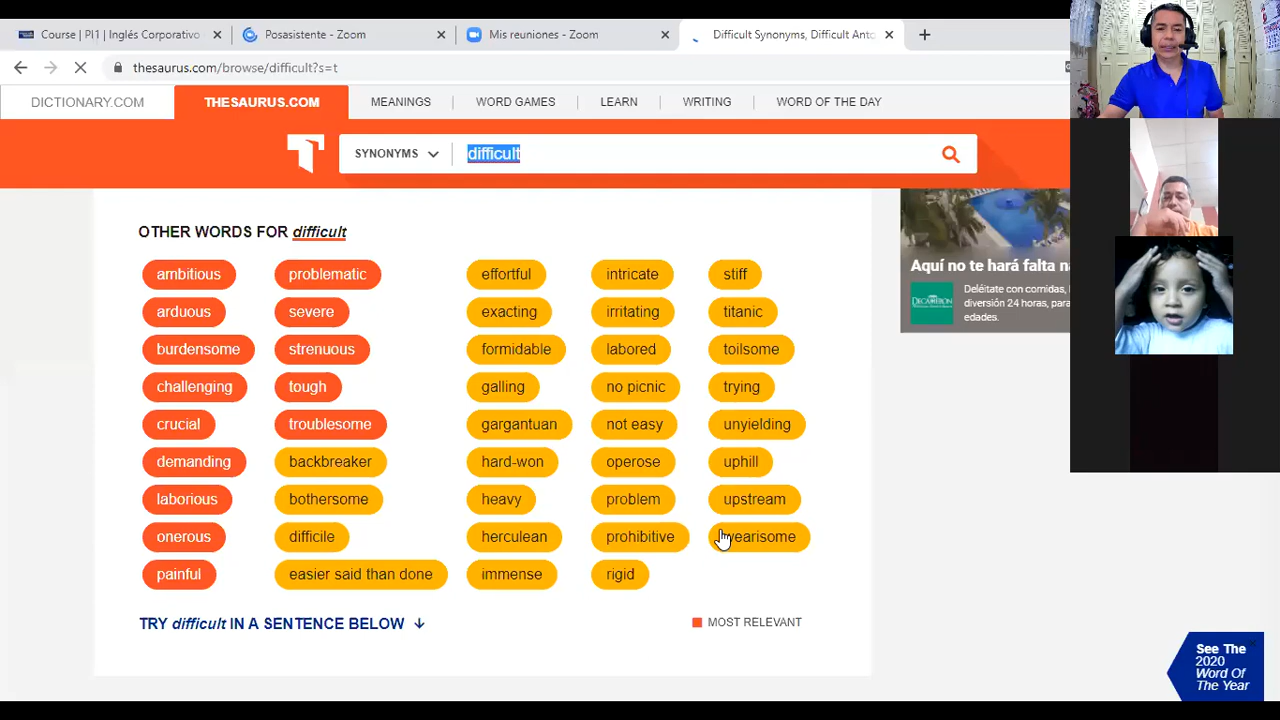 Course | PI1 | Inglés Corporativo
Posasistente - Zoom
Mis reuniones - Zoom
Difficult Synonyms, Difficult Anto
thesaurus.com/browse/difficult?s=t
DICTIONARY.COM
THESAURUS.COM
MEANINGS
WORD GAMES
LEARN
WRITING
WORD OF THE DAY
SYNONYMS
difficult
OTHER WORDS FOR difficult
ambitious problematic effortful intricate stiff
arduous severe exacting irritating titanic
burdensome strenuous formidable labored toilsome
challenging tough galling no picnic trying
crucial troublesome gargantuan not easy unyielding
demanding backbreaker hard-won operose uphill
laborious bothersome heavy problem upstream
onerous difficile herculean prohibitive wearisome
painful easier said than done immense rigid
TRY difficult IN A SENTENCE BELOW
MOST RELEVANT
Aquí no te hará falta na
DECAMERON
Deléitate con corridas, l
diversión 24 horas, para
edades.
See The
2020
Word Of
The Year